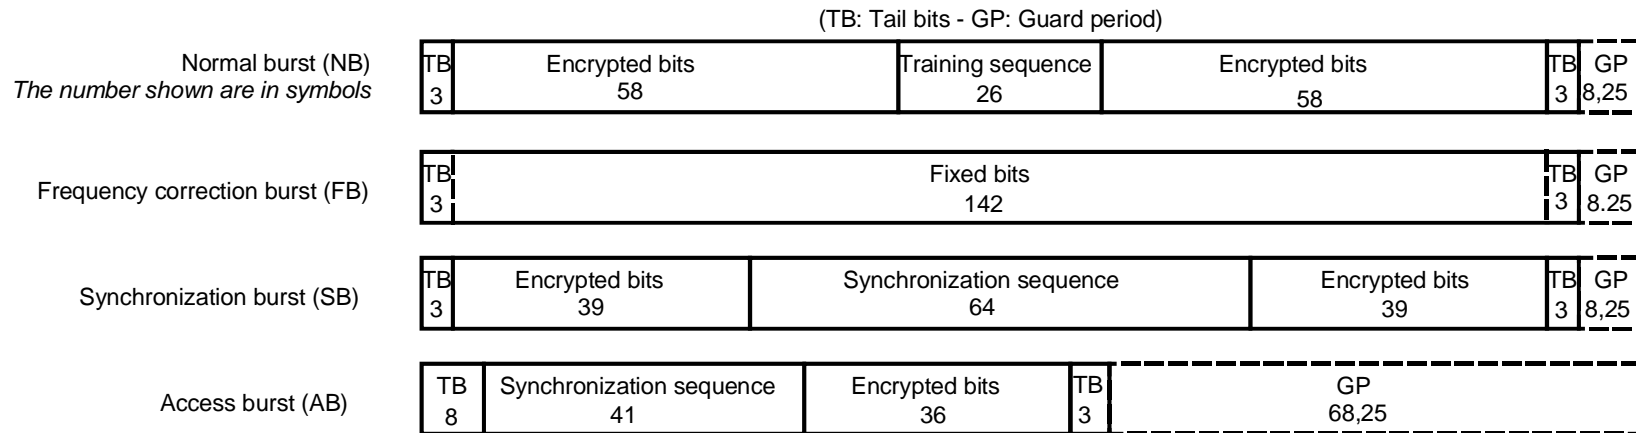 (TB: Tail bits - GP: Guard period)
Normal burst (NB)
The number shown are in symbols
TB Encrypted bits Training sequence Encrypted bits TB GP
3 58 26 58 3 8,25
Frequency correction burst (FB)
TB Fixed bits TB GP
3 142 3 8.25
Synchronization burst (SB)
TB Encrypted bits Synchronization sequence Encrypted bits TB GP
3 39 64 39 3 8,25
Access burst (AB)
TB Synchronization sequence Encrypted bits TB GP
8 41 36 3 68,25